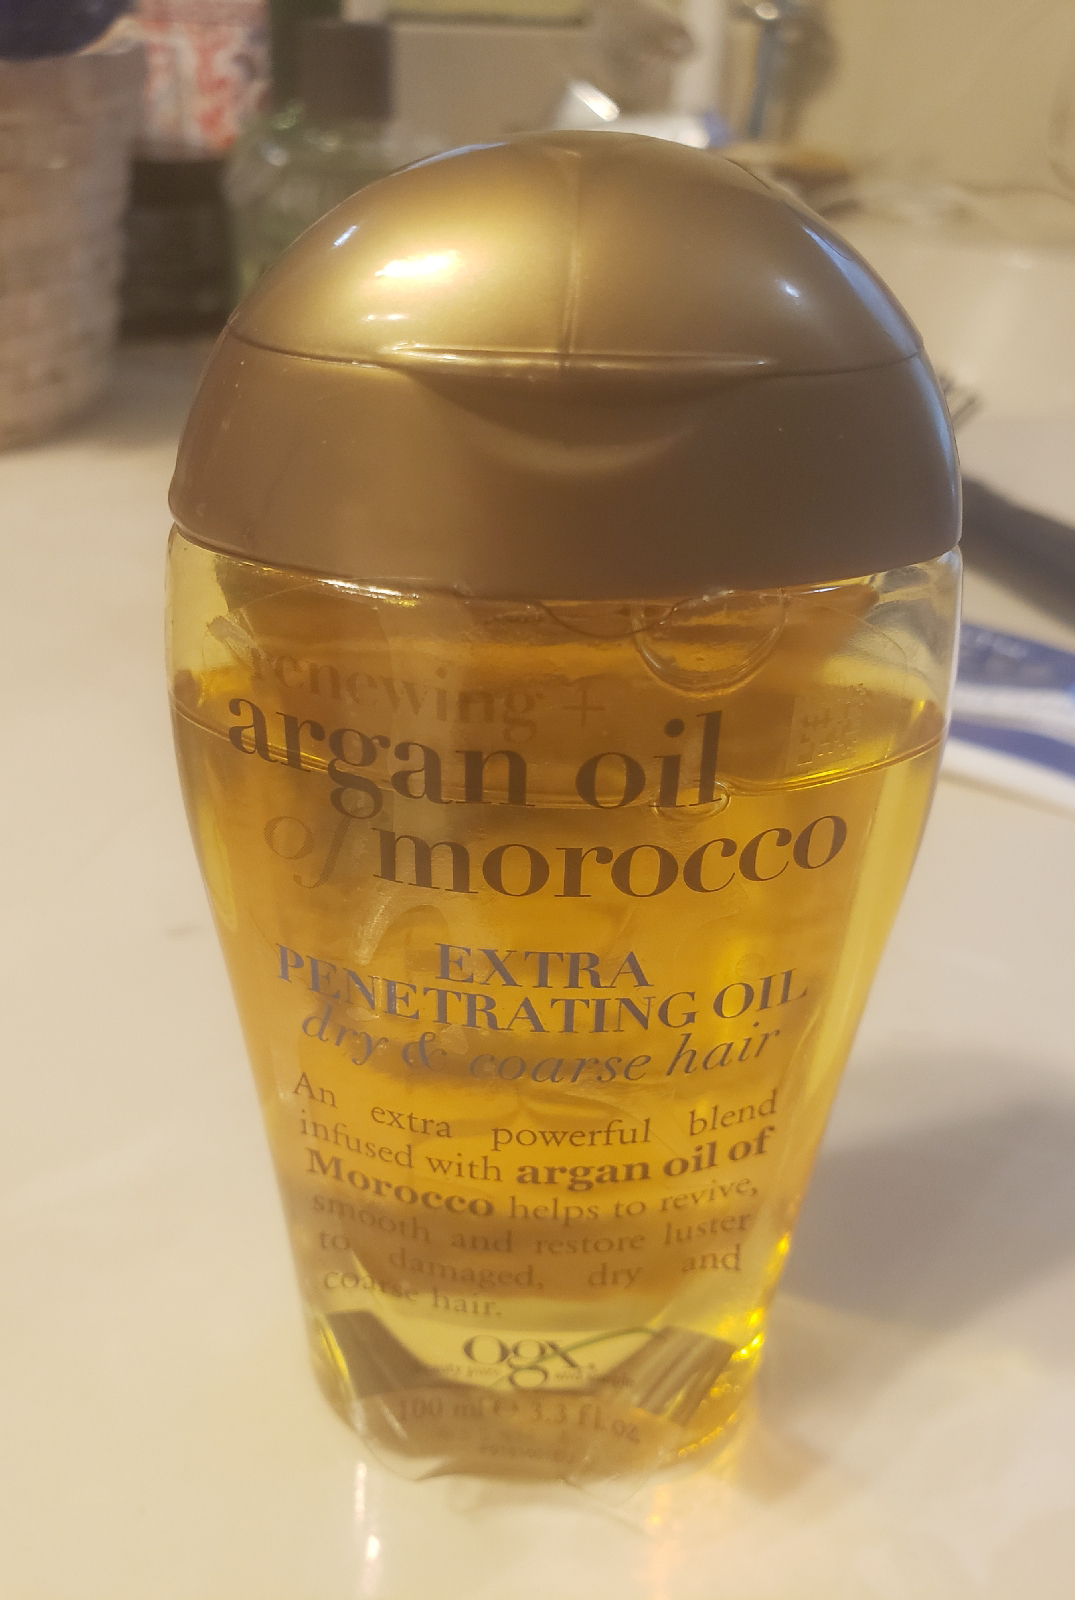 renewing +
argan oil
of morocco
EXTRA
PENETRATING OIL
dry & coarse hair
An extra powerful blend
infused with argan oil of
Morocco helps to revive,
smooth and restore luster
to damaged, dry and
coarse hair.
ogx
100 ml e 3.3 fl oz